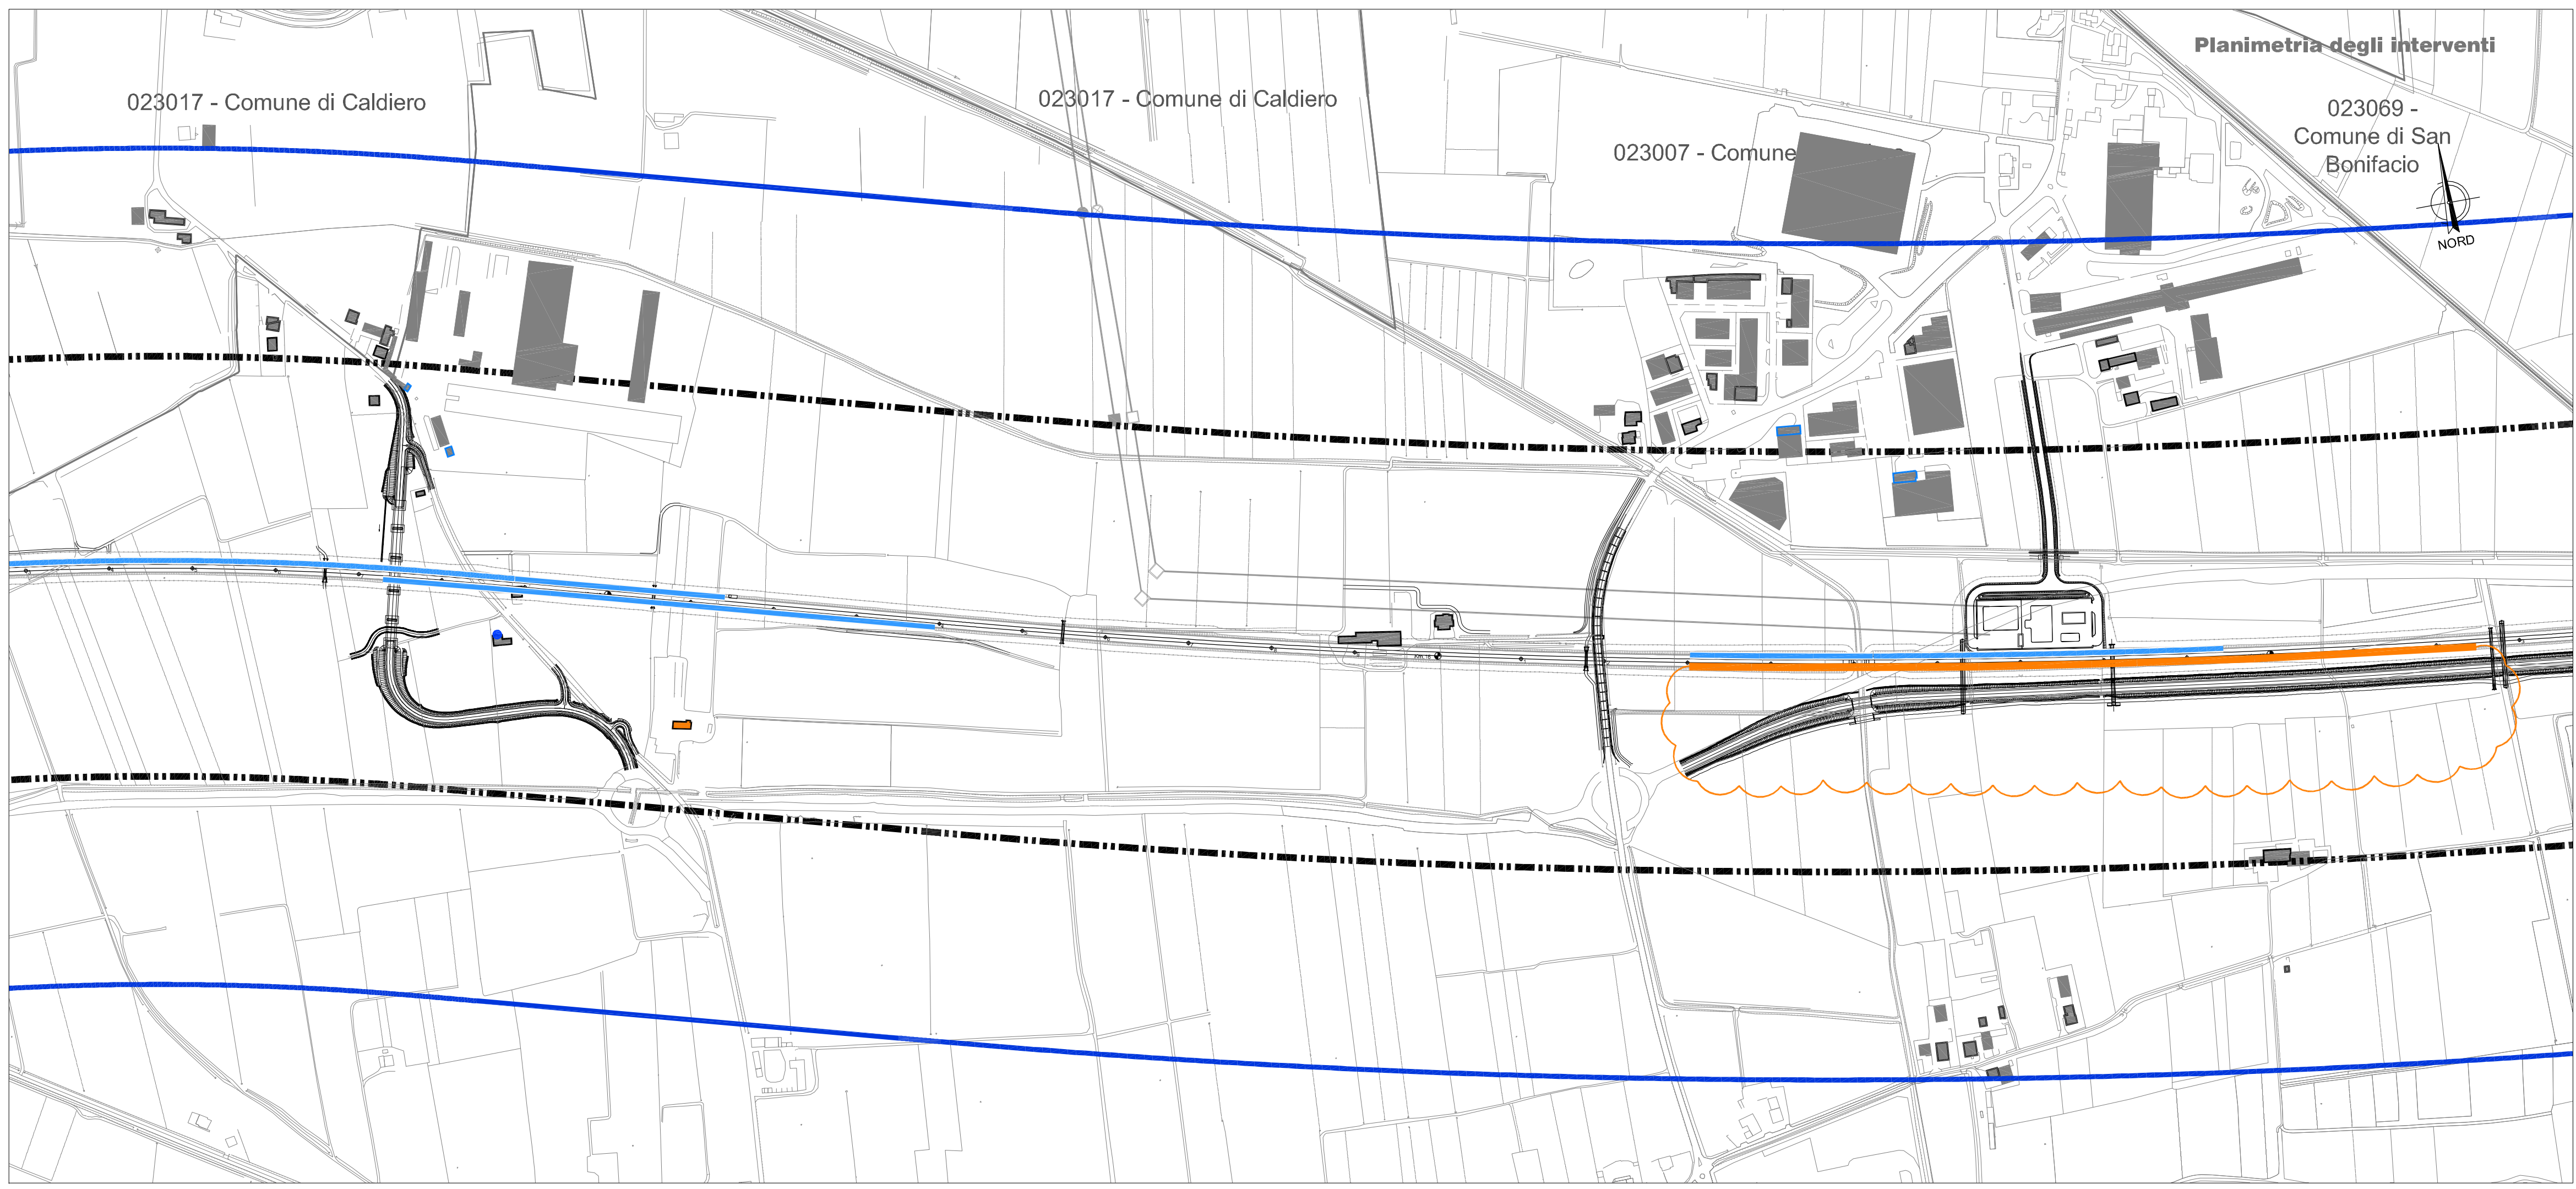 Planimetria degli interventi
023017 - Comune di Caldiero
023017 - Comune di Caldiero
023007 - Comune
023069 -
Comune di San
Bonifacio
NORD